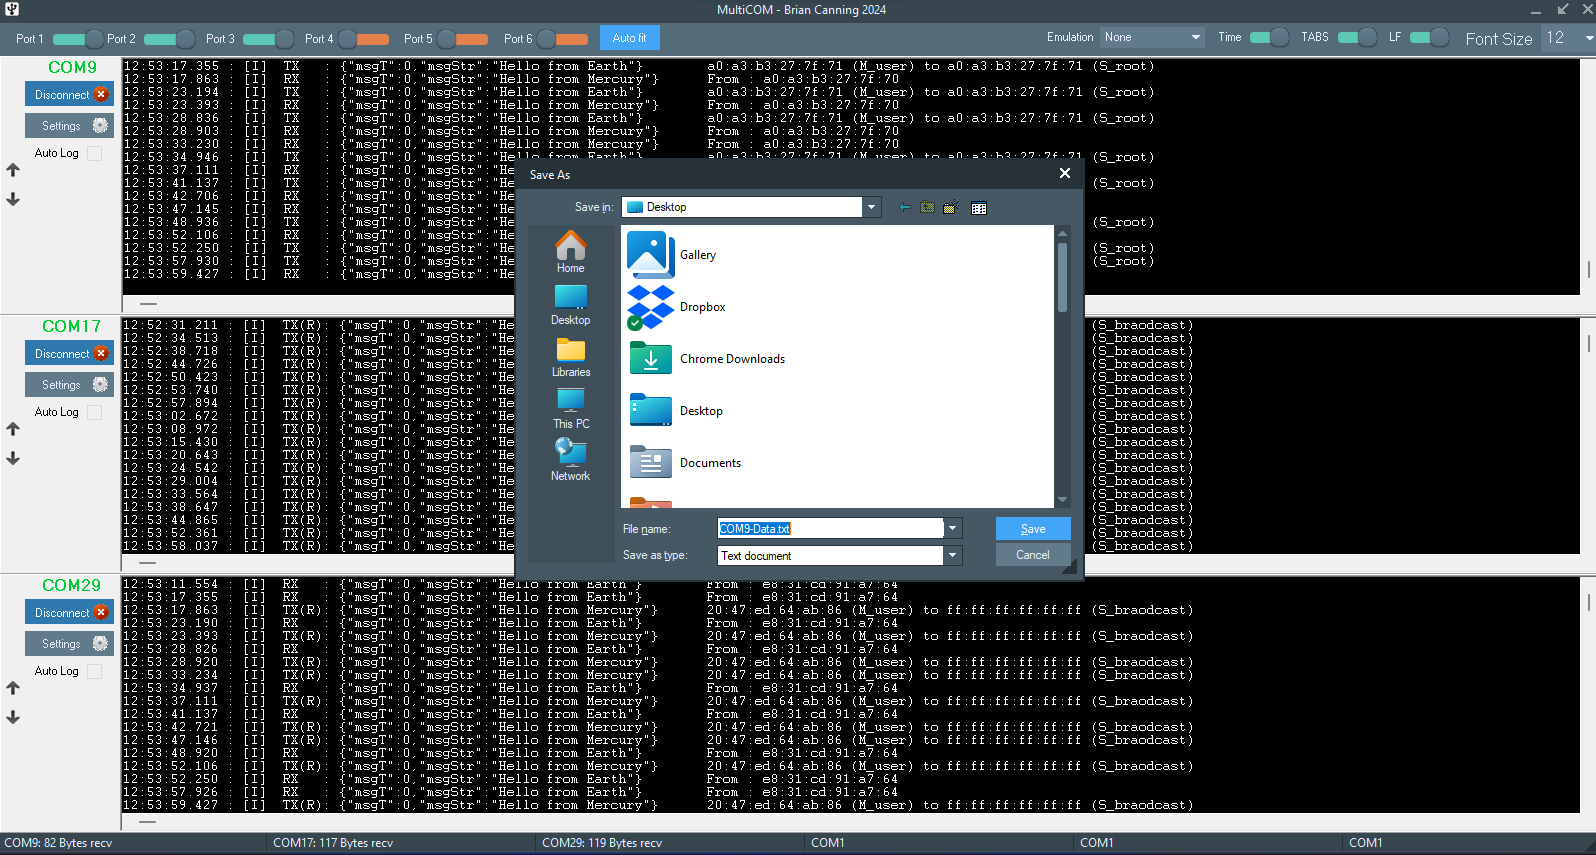 MultiCOM - Brian Canning 2024
Port 1 Port 2 Port 3 Port 4 Port 5 Port 6 Auto fit Emulation None Time TABS LF Font Size 12
COM9
Disconnect
Settings
Auto Log
12:53:17.355 : [I] TX : {"msgT":0,"msgStr":"Hello from Earth"} a0:a3:b3:27:7f:71 (M_user) to a0:a3:b3:27:7f:71 (S_root)
12:53:17.863 : [I] RX : {"msgT":0,"msgStr":"Hello from Mercury"} From : a0:a3:b3:27:7f:70
12:53:23.194 : [I] TX : {"msgT":0,"msgStr":"Hello from Earth"} a0:a3:b3:27:7f:71 (M_user) to a0:a3:b3:27:7f:71 (S_root)
12:53:23.393 : [I] RX : {"msgT":0,"msgStr":"Hello from Mercury"} From : a0:a3:b3:27:7f:70
12:53:28.836 : [I] TX : {"msgT":0,"msgStr":"Hello from Earth"} a0:a3:b3:27:7f:71 (M_user) to a0:a3:b3:27:7f:71 (S_root)
12:53:28.903 : [I] RX : {"msgT":0,"msgStr":"Hello from Mercury"} From : a0:a3:b3:27:7f:70
12:53:33.230 : [I] RX : {"msgT":0,"msgStr":"Hello from Mercury"} From : a0:a3:b3:27:7f:70
12:53:34.946 : [I] TX : {"msgT":0,"msgStr":"Hello from Earth"} a0:a3:b3:27:7f:71 (M_user) to a0:a3:b3:27:7f:71 (S_root)
12:53:37.111 : [I] RX : {"msgT":0,"msgStr":"He
12:53:41.137 : [I] TX : {"msgT":0,"msgStr":"He (S_root)
12:53:42.706 : [I] RX : {"msgT":0,"msgStr":"He
12:53:47.145 : [I] RX : {"msgT":0,"msgStr":"He
12:53:48.936 : [I] TX : {"msgT":0,"msgStr":"He (S_root)
12:53:52.106 : [I] RX : {"msgT":0,"msgStr":"He
12:53:52.250 : [I] TX : {"msgT":0,"msgStr":"He (S_root)
12:53:57.930 : [I] TX : {"msgT":0,"msgStr":"He (S_root)
12:53:59.427 : [I] RX : {"msgT":0,"msgStr":"He
Save As
Save in: Desktop
Home
Desktop
Libraries
This PC
Network
Gallery
Dropbox
Chrome Downloads
Desktop
Documents
File name: COM9-Data.txt Save
Save as type: Text document Cancel
COM17
Disconnect
Settings
Auto Log
12:52:31.211 : [I] TX(R): {"msgT":0,"msgStr":"He (S_braodcast)
12:52:34.513 : [I] TX(R): {"msgT":0,"msgStr":"He (S_braodcast)
12:52:38.718 : [I] TX(R): {"msgT":0,"msgStr":"He (S_braodcast)
12:52:44.726 : [I] TX(R): {"msgT":0,"msgStr":"He (S_braodcast)
12:52:50.423 : [I] TX(R): {"msgT":0,"msgStr":"He (S_braodcast)
12:52:53.740 : [I] TX(R): {"msgT":0,"msgStr":"He (S_braodcast)
12:52:57.894 : [I] TX(R): {"msgT":0,"msgStr":"He (S_braodcast)
12:53:02.672 : [I] TX(R): {"msgT":0,"msgStr":"He (S_braodcast)
12:53:08.972 : [I] TX(R): {"msgT":0,"msgStr":"He (S_braodcast)
12:53:15.430 : [I] TX(R): {"msgT":0,"msgStr":"He (S_braodcast)
12:53:20.643 : [I] TX(R): {"msgT":0,"msgStr":"He (S_braodcast)
12:53:24.542 : [I] TX(R): {"msgT":0,"msgStr":"He (S_braodcast)
12:53:29.004 : [I] TX(R): {"msgT":0,"msgStr":"He (S_braodcast)
12:53:33.564 : [I] TX(R): {"msgT":0,"msgStr":"He (S_braodcast)
12:53:38.647 : [I] TX(R): {"msgT":0,"msgStr":"He (S_braodcast)
12:53:44.865 : [I] TX(R): {"msgT":0,"msgStr":"He (S_braodcast)
12:53:52.361 : [I] TX(R): {"msgT":0,"msgStr":"He (S_braodcast)
12:53:58.037 : [I] TX(R): {"msgT":0,"msgStr":"He (S_braodcast)
COM29
Disconnect
Settings
Auto Log
12:53:11.554 : [I] RX : {"msgT":0,"msgStr":"Hello from Earth"} From : e8:31:cd:91:a7:64
12:53:17.355 : [I] RX : {"msgT":0,"msgStr":"Hello from Earth"} From : e8:31:cd:91:a7:64
12:53:17.863 : [I] TX(R): {"msgT":0,"msgStr":"Hello from Mercury"} 20:47:ed:64:ab:86 (M_user) to ff:ff:ff:ff:ff:ff (S_braodcast)
12:53:23.190 : [I] RX : {"msgT":0,"msgStr":"Hello from Earth"} From : e8:31:cd:91:a7:64
12:53:23.393 : [I] TX(R): {"msgT":0,"msgStr":"Hello from Mercury"} 20:47:ed:64:ab:86 (M_user) to ff:ff:ff:ff:ff:ff (S_braodcast)
12:53:28.826 : [I] RX : {"msgT":0,"msgStr":"Hello from Earth"} From : e8:31:cd:91:a7:64
12:53:28.920 : [I] TX(R): {"msgT":0,"msgStr":"Hello from Mercury"} 20:47:ed:64:ab:86 (M_user) to ff:ff:ff:ff:ff:ff (S_braodcast)
12:53:33.234 : [I] TX(R): {"msgT":0,"msgStr":"Hello from Mercury"} 20:47:ed:64:ab:86 (M_user) to ff:ff:ff:ff:ff:ff (S_braodcast)
12:53:34.937 : [I] RX : {"msgT":0,"msgStr":"Hello from Earth"} From : e8:31:cd:91:a7:64
12:53:37.111 : [I] TX(R): {"msgT":0,"msgStr":"Hello from Mercury"} 20:47:ed:64:ab:86 (M_user) to ff:ff:ff:ff:ff:ff (S_braodcast)
12:53:41.137 : [I] RX : {"msgT":0,"msgStr":"Hello from Earth"} From : e8:31:cd:91:a7:64
12:53:42.721 : [I] TX(R): {"msgT":0,"msgStr":"Hello from Mercury"} 20:47:ed:64:ab:86 (M_user) to ff:ff:ff:ff:ff:ff (S_braodcast)
12:53:47.146 : [I] TX(R): {"msgT":0,"msgStr":"Hello from Mercury"} 20:47:ed:64:ab:86 (M_user) to ff:ff:ff:ff:ff:ff (S_braodcast)
12:53:48.920 : [I] RX : {"msgT":0,"msgStr":"Hello from Earth"} From : e8:31:cd:91:a7:64
12:53:52.106 : [I] TX(R): {"msgT":0,"msgStr":"Hello from Mercury"} 20:47:ed:64:ab:86 (M_user) to ff:ff:ff:ff:ff:ff (S_braodcast)
12:53:52.250 : [I] RX : {"msgT":0,"msgStr":"Hello from Earth"} From : e8:31:cd:91:a7:64
12:53:57.926 : [I] RX : {"msgT":0,"msgStr":"Hello from Earth"} From : e8:31:cd:91:a7:64
12:53:59.427 : [I] TX(R): {"msgT":0,"msgStr":"Hello from Mercury"} 20:47:ed:64:ab:86 (M_user) to ff:ff:ff:ff:ff:ff (S_braodcast)
COM9: 82 Bytes recv COM17: 117 Bytes recv COM29: 119 Bytes recv COM1 COM1 COM1